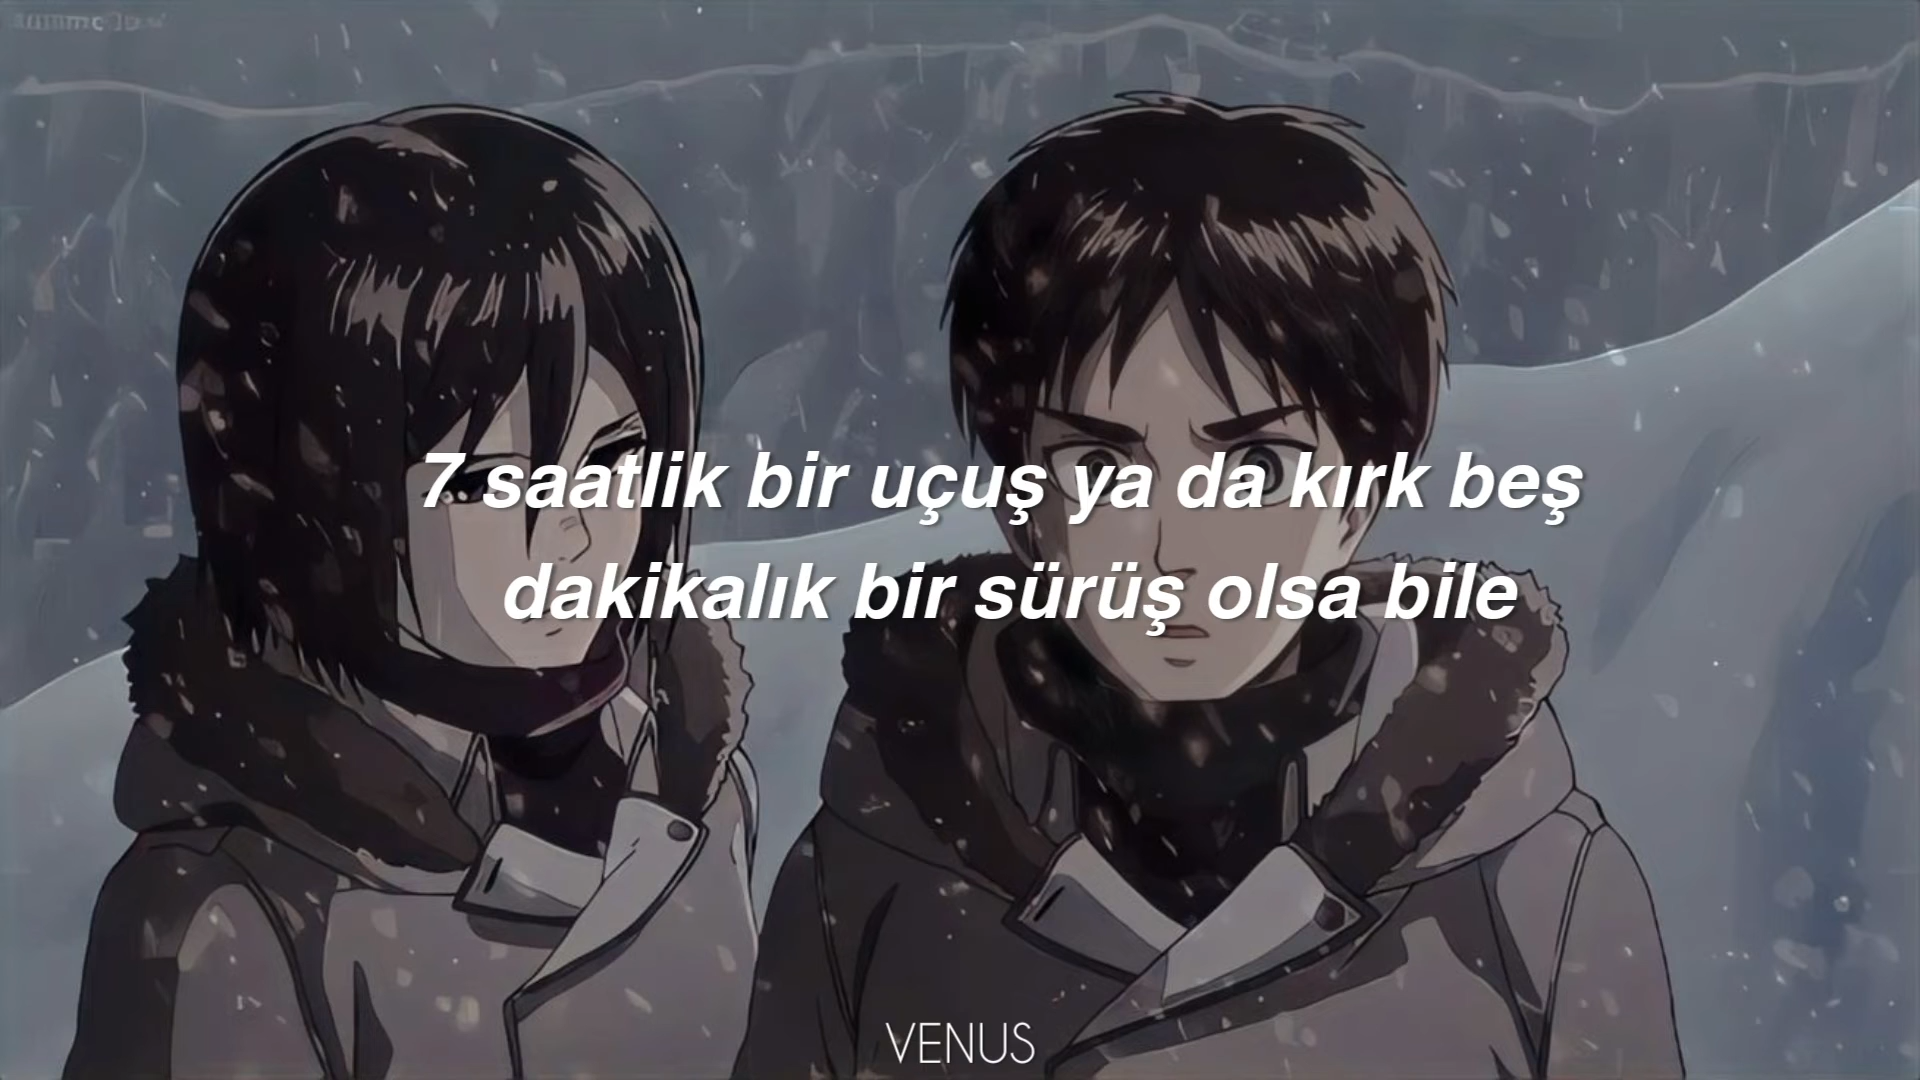 7 saatlik bir uçuş ya da kırk beş
dakikalık bir sürüş olsa bile
VENUS